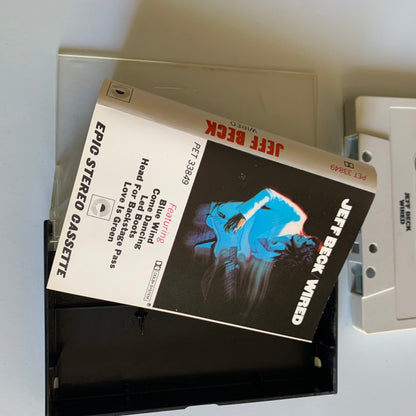 JEFF BECK
WIRED
PET 33849
JEFF BECK WIRED
PET 33849
Featuring
Blue Wind
Come Dancing
Led Boots
Head For Backstage Pass
Love Is Green
EPIC STEREO CASSETTE
JEFF BECK
WIRED